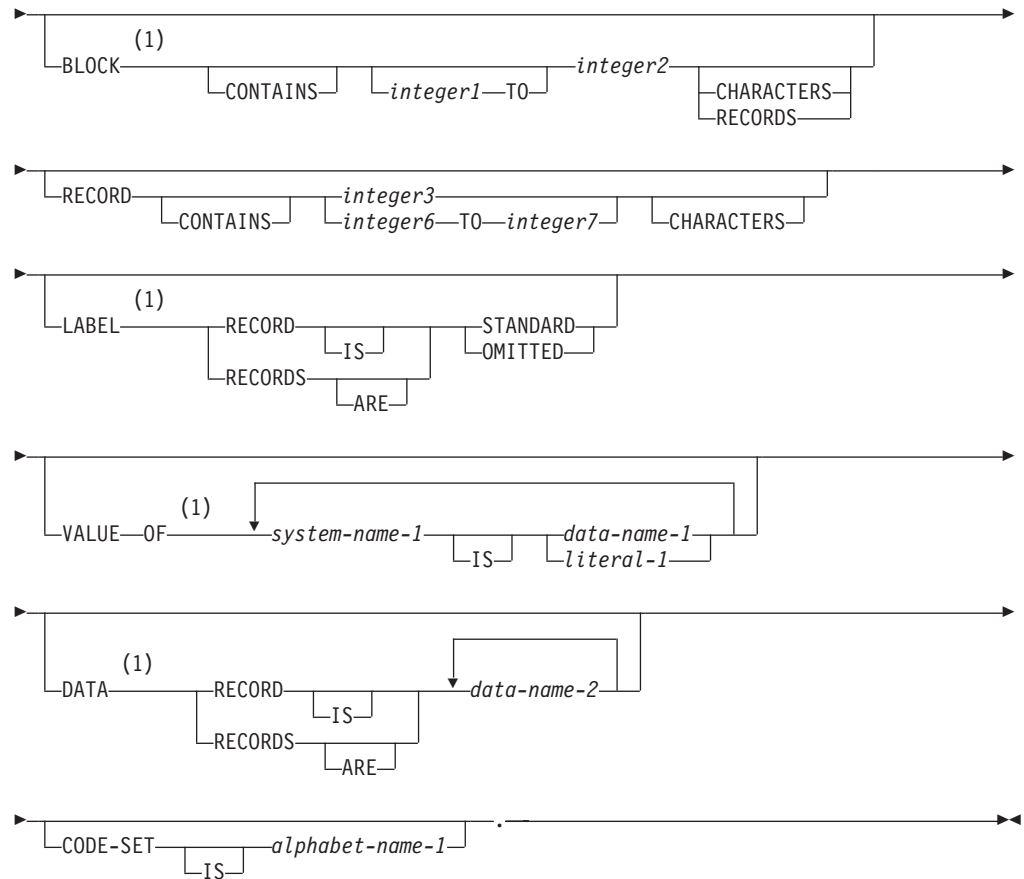 (1)
BLOCK CONTAINS integer1 TO integer2 CHARACTERS
RECORDS
RECORD CONTAINS integer3 CHARACTERS
integer6 TO integer7
(1)
LABEL RECORD IS STANDARD
OMITTED
RECORDS ARE
(1)
VALUE OF system-name-1 IS data-name-1
literal-1
(1)
DATA RECORD IS data-name-2
RECORDS ARE
CODE-SET IS alphabet-name-1 .